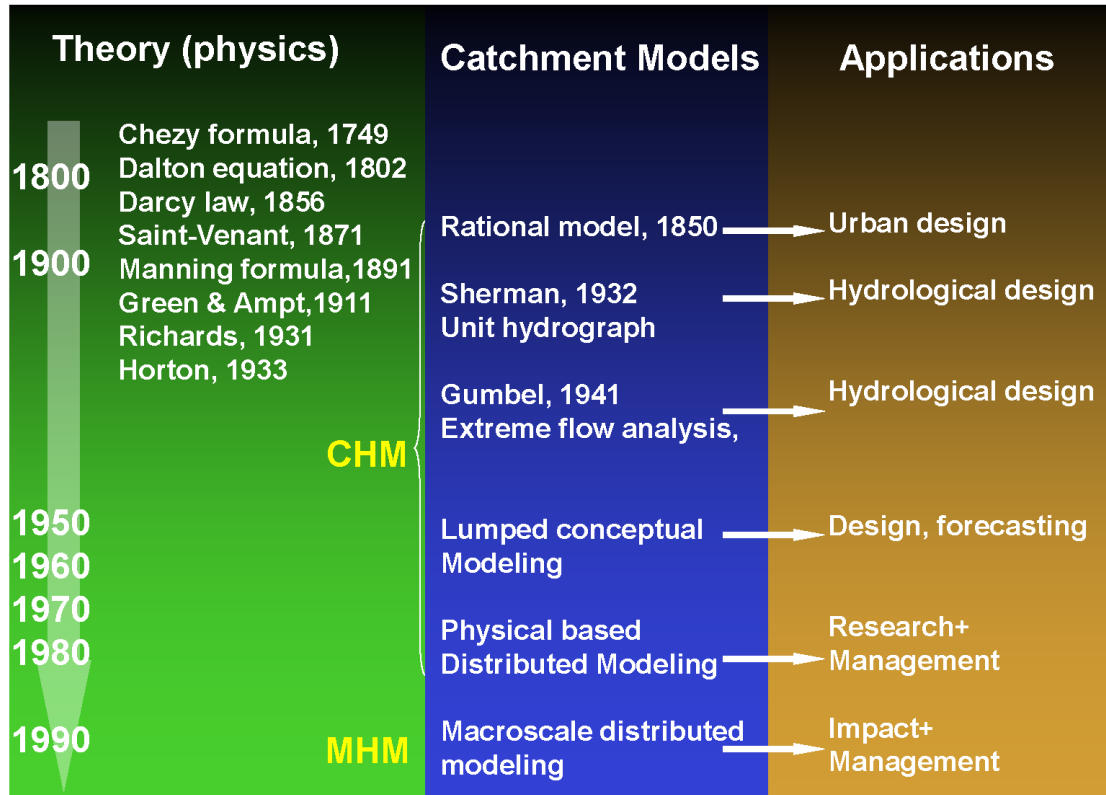 Theory (physics)
Catchment Models
Applications
1800
1900
1950
1960
1970
1980
1990
Chezy formula, 1749
Dalton equation, 1802
Darcy law, 1856
Saint-Venant, 1871
Manning formula,1891
Green & Ampt,1911
Richards, 1931
Horton, 1933
CHM
MHM
Rational model, 1850
Sherman, 1932
Unit hydrograph
Gumbel, 1941
Extreme flow analysis,
Lumped conceptual
Modeling
Physical based
Distributed Modeling
Macroscale distributed
modeling
Urban design
Hydrological design
Hydrological design
Design, forecasting
Research+
Management
Impact+
Management